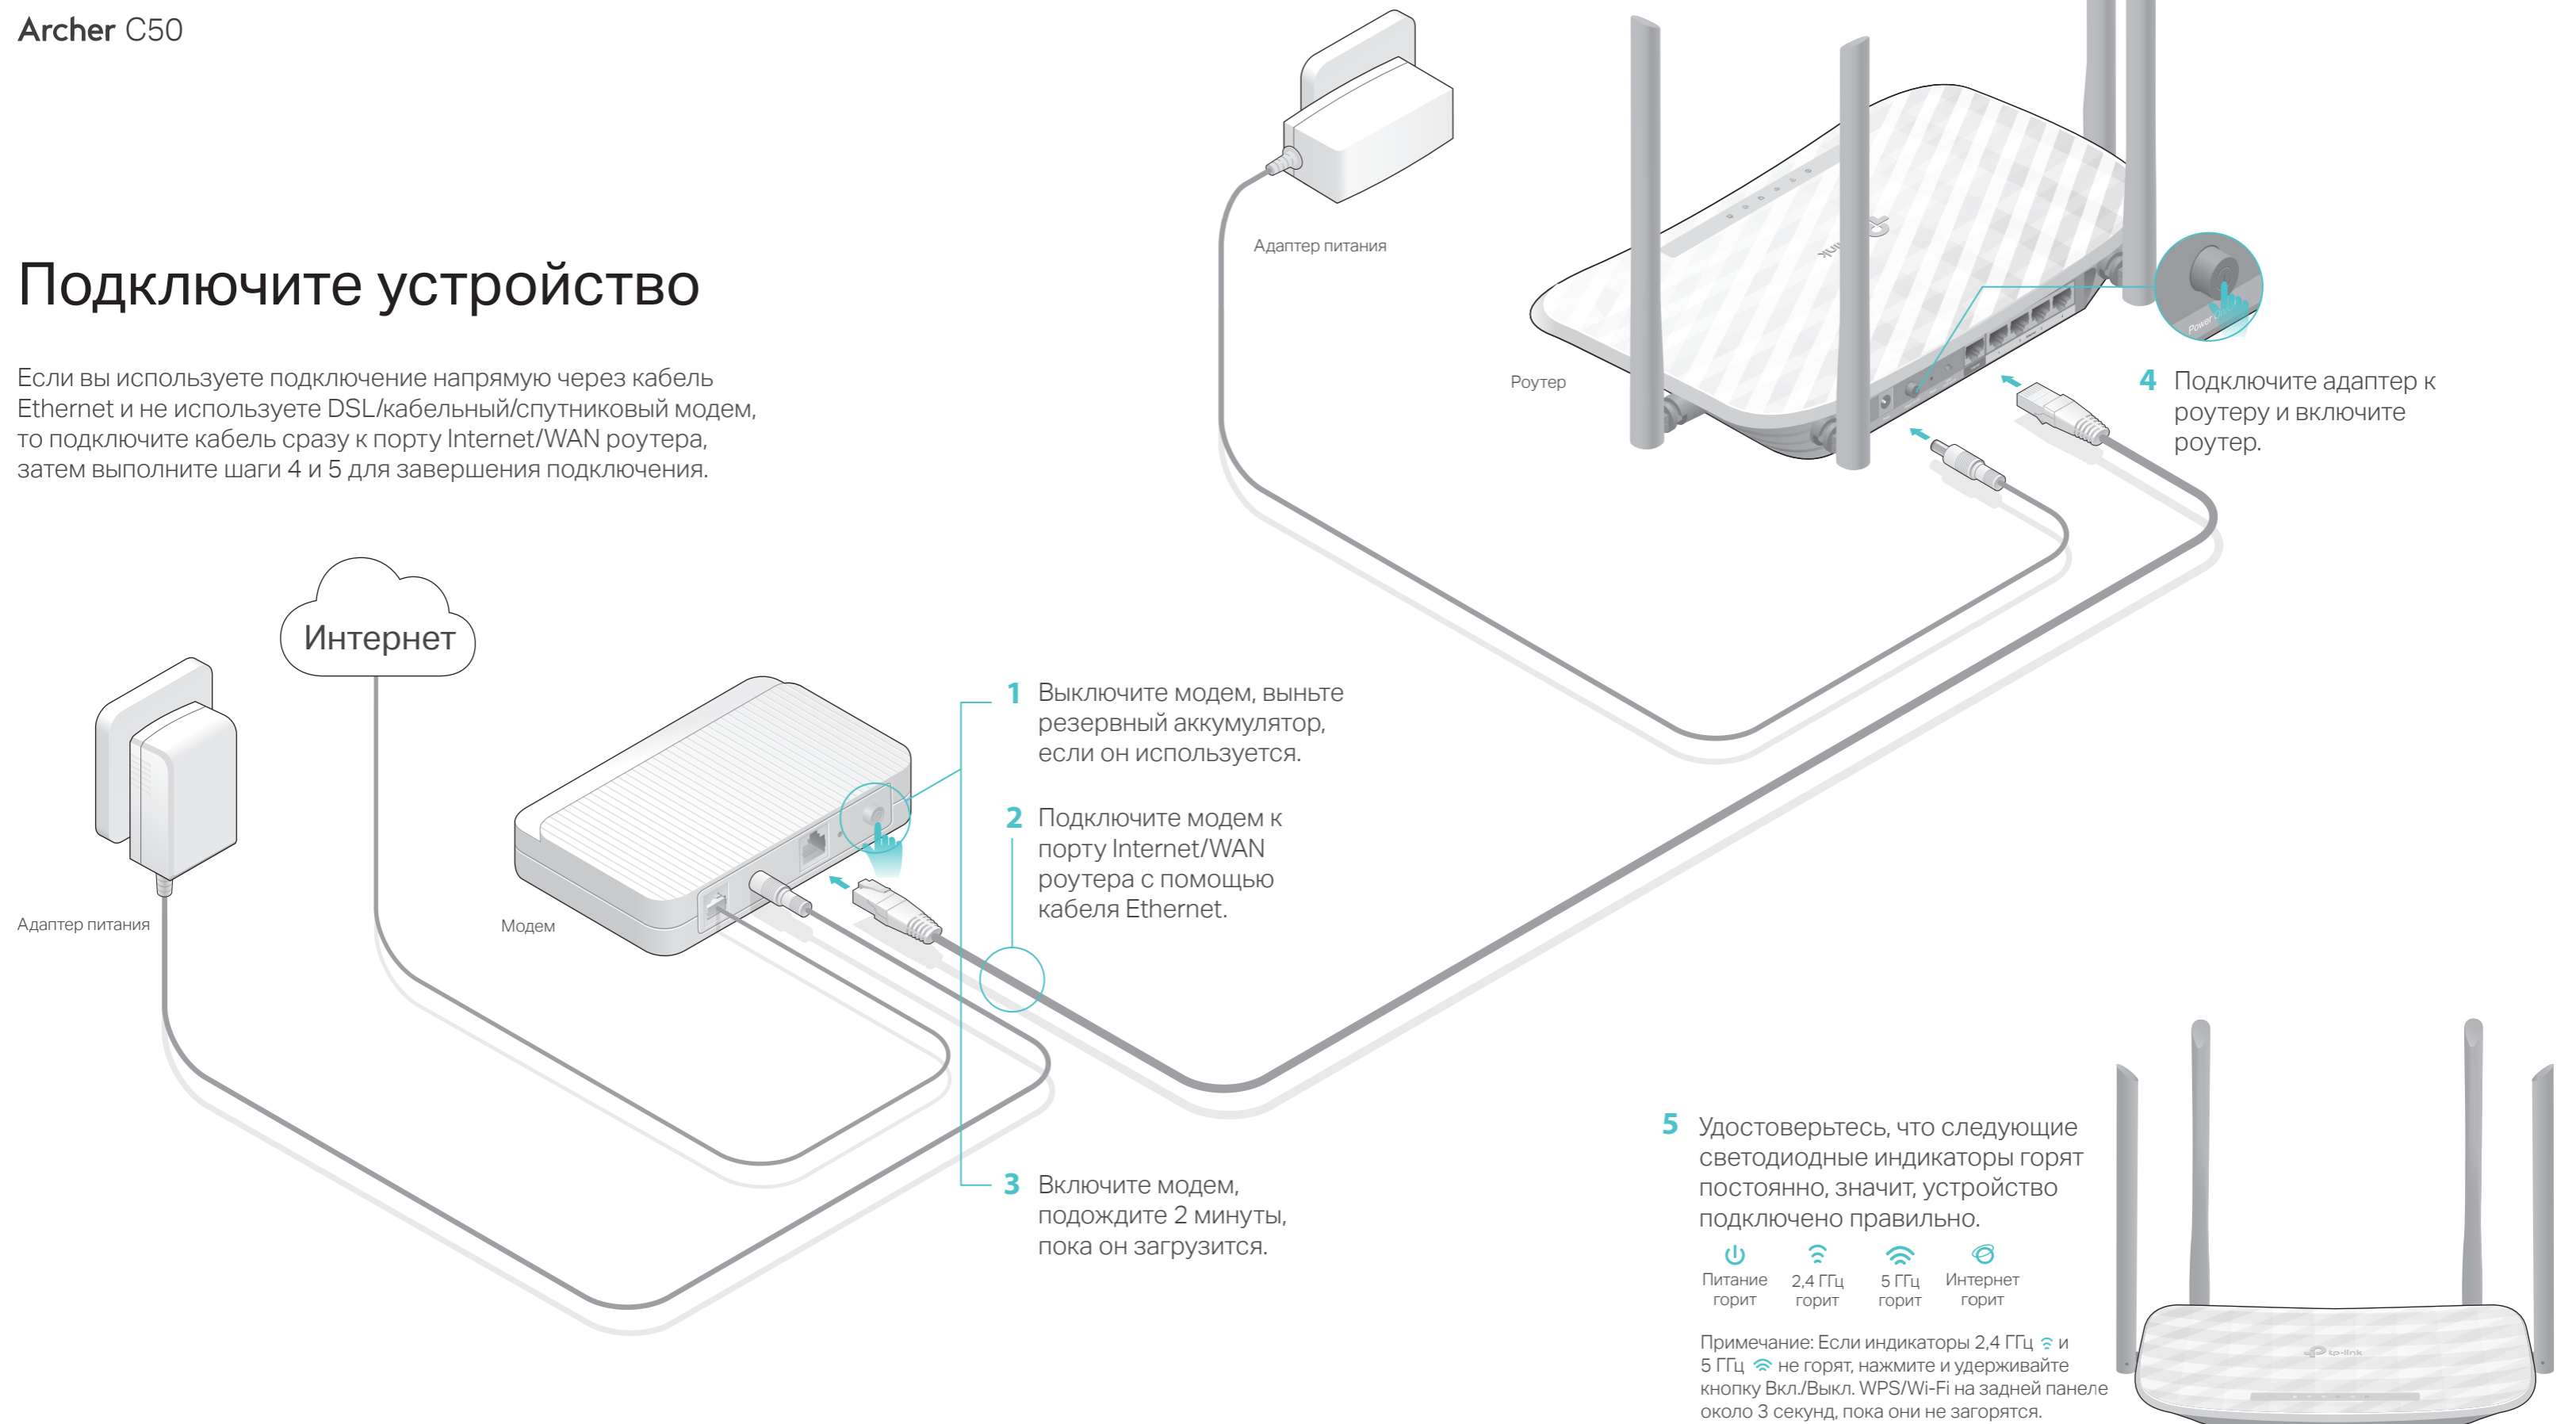 Archer C50
Подключите устройство
Если вы используете подключение напрямую через кабель
Ethernet и не используете DSL/кабельный/спутниковый модем,
то подключите кабель сразу к порту Internet/WAN роутера,
затем выполните шаги 4 и 5 для завершения подключения.
Адаптер питания
tp-link
Роутер
Power
4 Подключите адаптер к
роутеру и включите
роутер.
Интернет
Адаптер питания
Модем
1 Выключите модем, выньте
резервный аккумулятор,
если он используется.
2 Подключите модем к
порту Internet/WAN
роутера с помощью
кабеля Ethernet.
3 Включите модем,
подождите 2 минуты,
пока он загрузится.
5 Удостоверьтесь, что следующие
светодиодные индикаторы горят
постоянно, значит, устройство
подключено правильно.
Питание 2,4 ГГц 5 ГГц Интернет
горит горит горит горит
Примечание: Если индикаторы 2,4 ГГц и
5 ГГц не горят, нажмите и удерживайте
кнопку Вкл./Выкл. WPS/Wi-Fi на задней панеле
около 3 секунд, пока они не загорятся.
tp-link